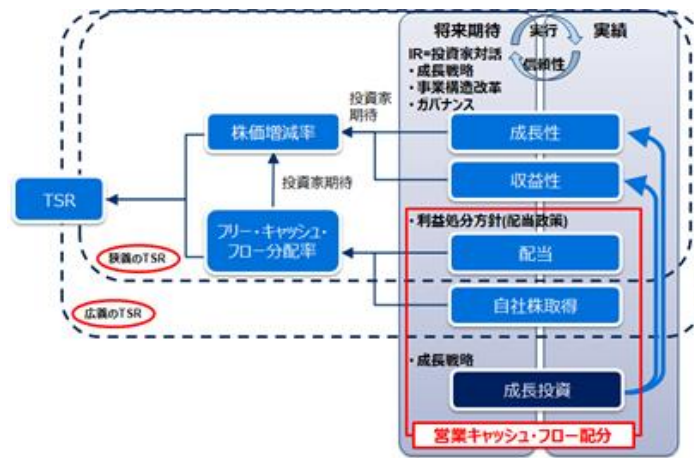 将来期待
実行
実績
IR=投資家対話
・成長戦略
・事業構造改革
・ガバナンス
信頼性
投資家
期待
株価増減率
成長性
投資家期待
収益性
TSR
・利益処分方針(配当政策)
フリー・キャッシュ・
フロー分配率
配当
狭義のTSR
自社株取得
広義のTSR
・成長戦略
成長投資
営業キャッシュ・フロー配分